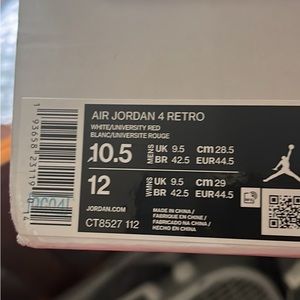 AIR JORDAN 4 RETRO
WHITE/UNIVERSITY RED
BLANC/UNIVERSITE ROUGE
10.5 MENS UK 9.5 cm 28.5
BR 42.5 EUR 44.5
12 WMNS UK 9.5 cm 29
BR 42.5 EUR 44.5
JORDAN.COM
CT8527 112
MADE IN CHINA /
FABRIQUE EN CHINE /
FABRICADO NA CHINA /
HECHO EN CHINA